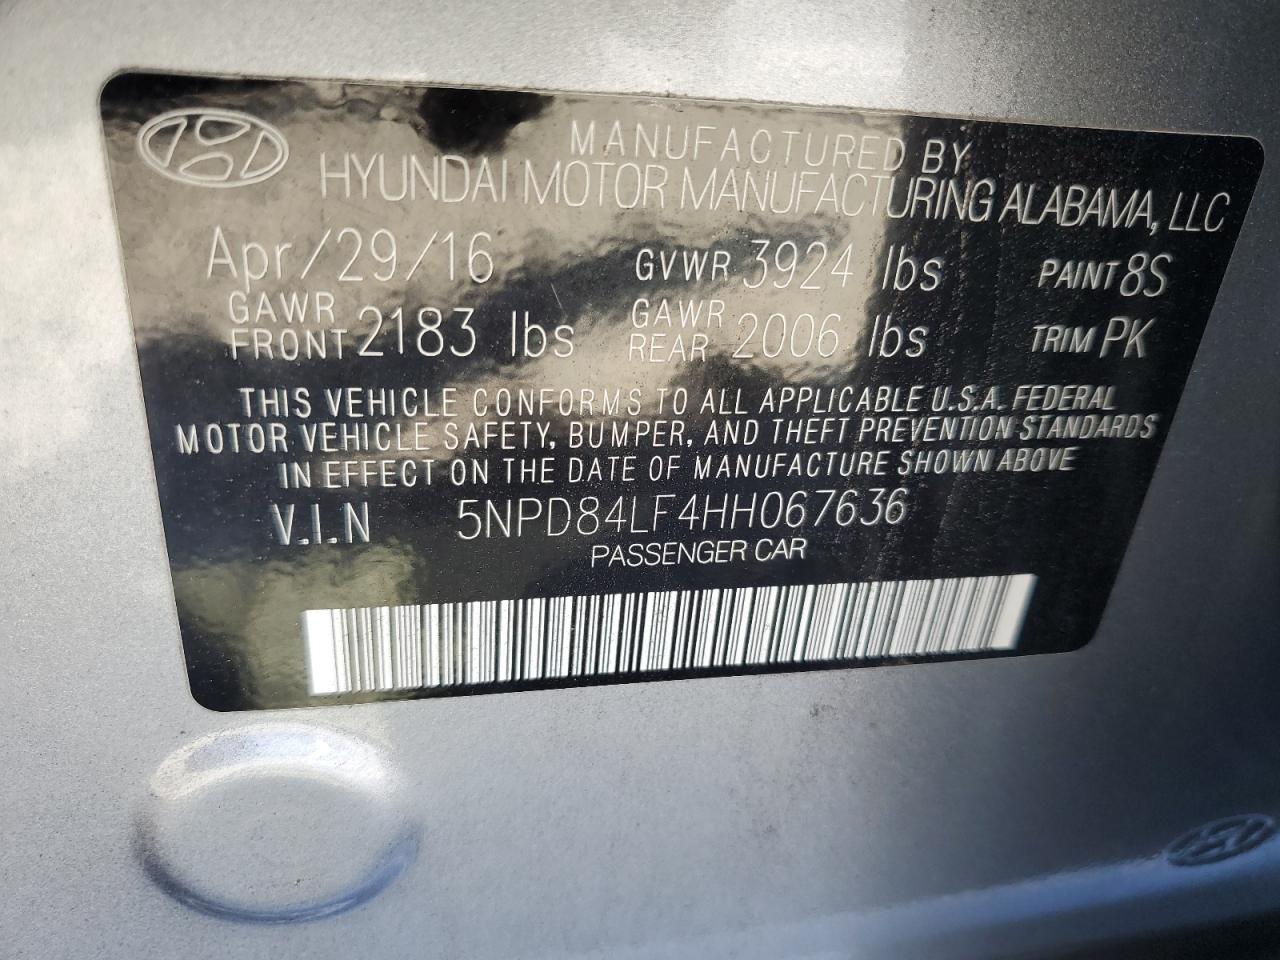 MANUFACTURED BY
HYUNDAI MOTOR MANUFACTURING ALABAMA, LLC
Apr/29/16 GVWR 3924 lbs PAINT 8S
GAWR FRONT 2183 lbs GAWR REAR 2006 lbs TRIM PK
THIS VEHICLE CONFORMS TO ALL APPLICABLE U.S.A. FEDERAL
MOTOR VEHICLE SAFETY, BUMPER, AND THEFT PREVENTION STANDARDS
IN EFFECT ON THE DATE OF MANUFACTURE SHOWN ABOVE
V.I.N 5NPD84LF4HH067636
PASSENGER CAR